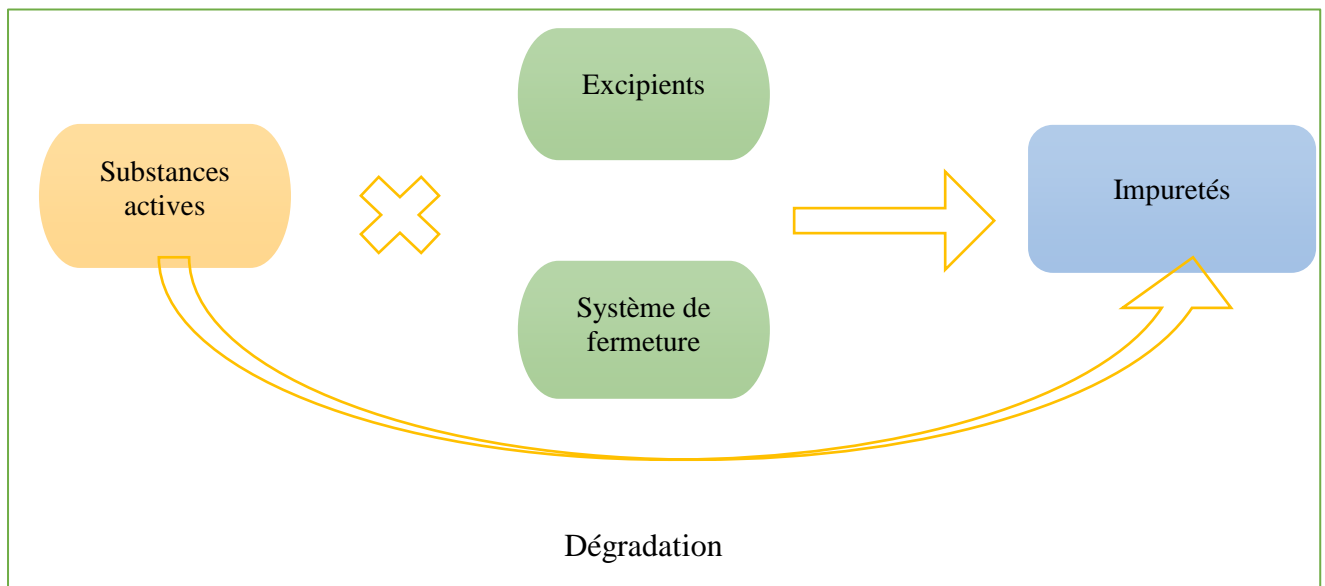 Excipients
Substances
actives
Impuretés
Système de
fermeture
Dégradation